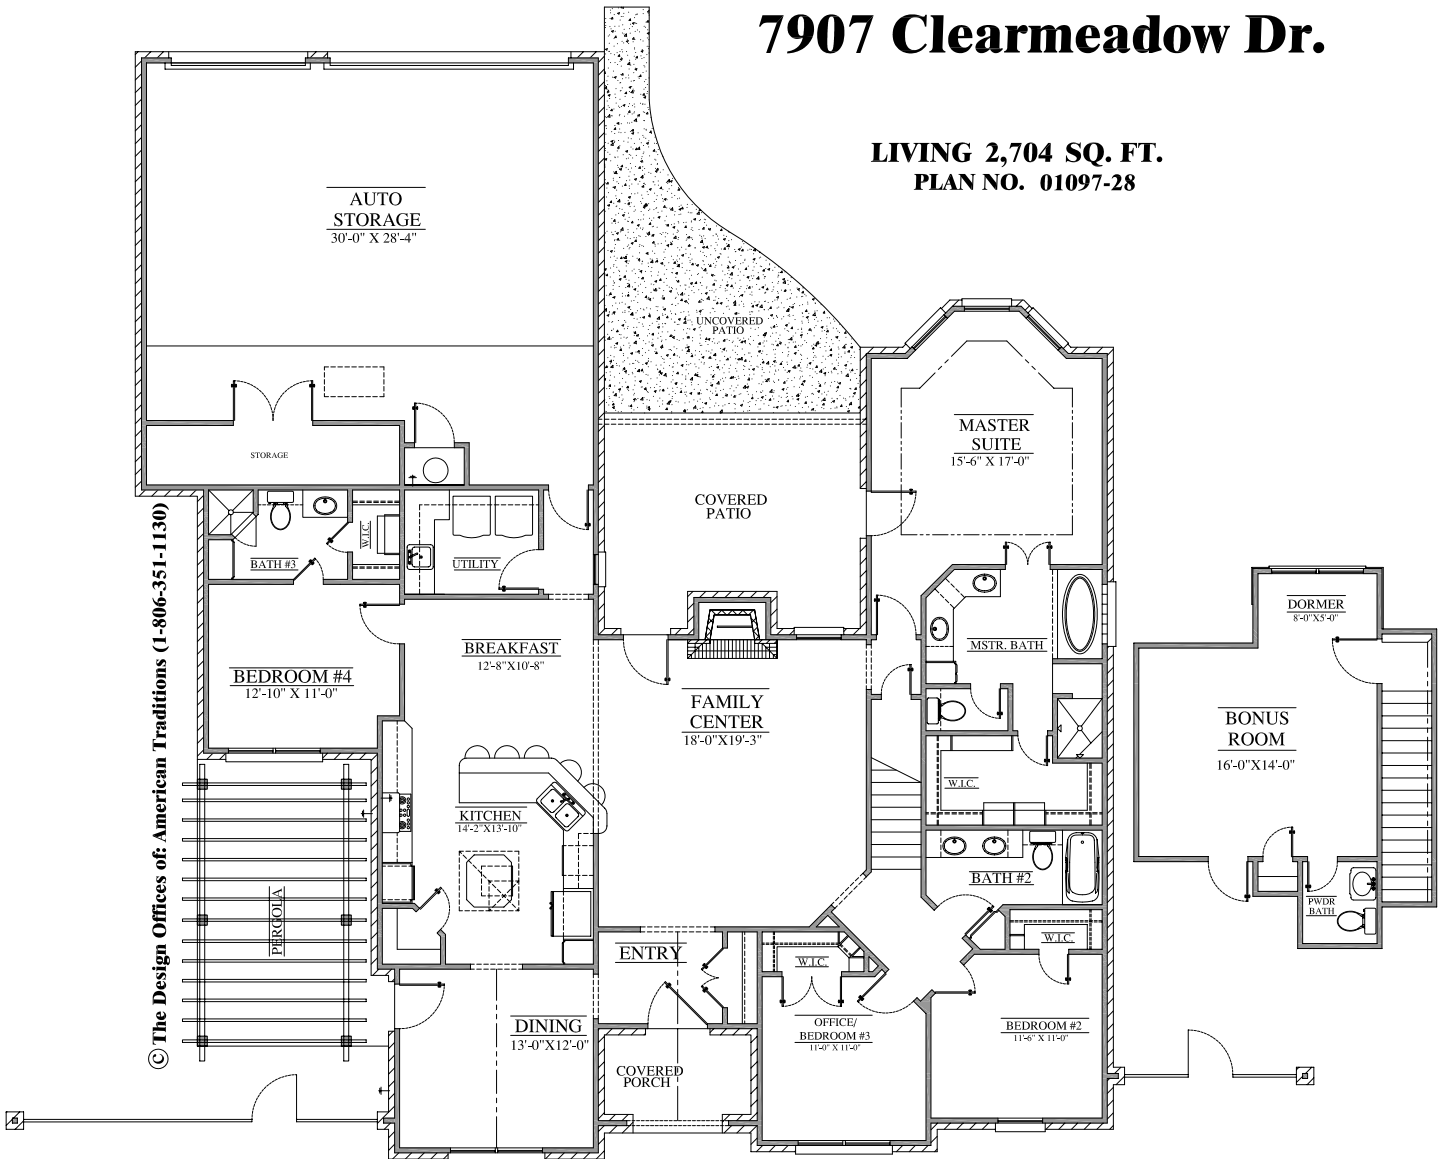 7907 Clearmeadow Dr.
LIVING 2,704 SQ. FT.
PLAN NO. 01097-28
AUTO
STORAGE
30'-0" X 28'-4"
UNCOVERED
PATIO
STORAGE
MASTER
SUITE
15'-6" X 17'-0"
COVERED
PATIO
BATH #3
W.I.C.
UTILITY
MSTR. BATH
DORMER
8'-0"X5'-0"
BREAKFAST
12'-8"X10'-8"
BEDROOM #4
12'-10" X 11'-0"
FAMILY
CENTER
18'-0"X19'-3"
BONUS
ROOM
16'-0"X14'-0"
W.I.C.
KITCHEN
14'-2"X13'-10"
BATH #2
PWDR
BATH
PERGOLA
ENTRY
W.I.C.
W.I.C.
DINING
13'-0"X12'-0"
OFFICE/
BEDROOM #3
11'-0" X 11'-0"
BEDROOM #2
11'-6" X 11'-0"
COVERED
PORCH
© The Design Offices of: American Traditions (1-806-351-1130)